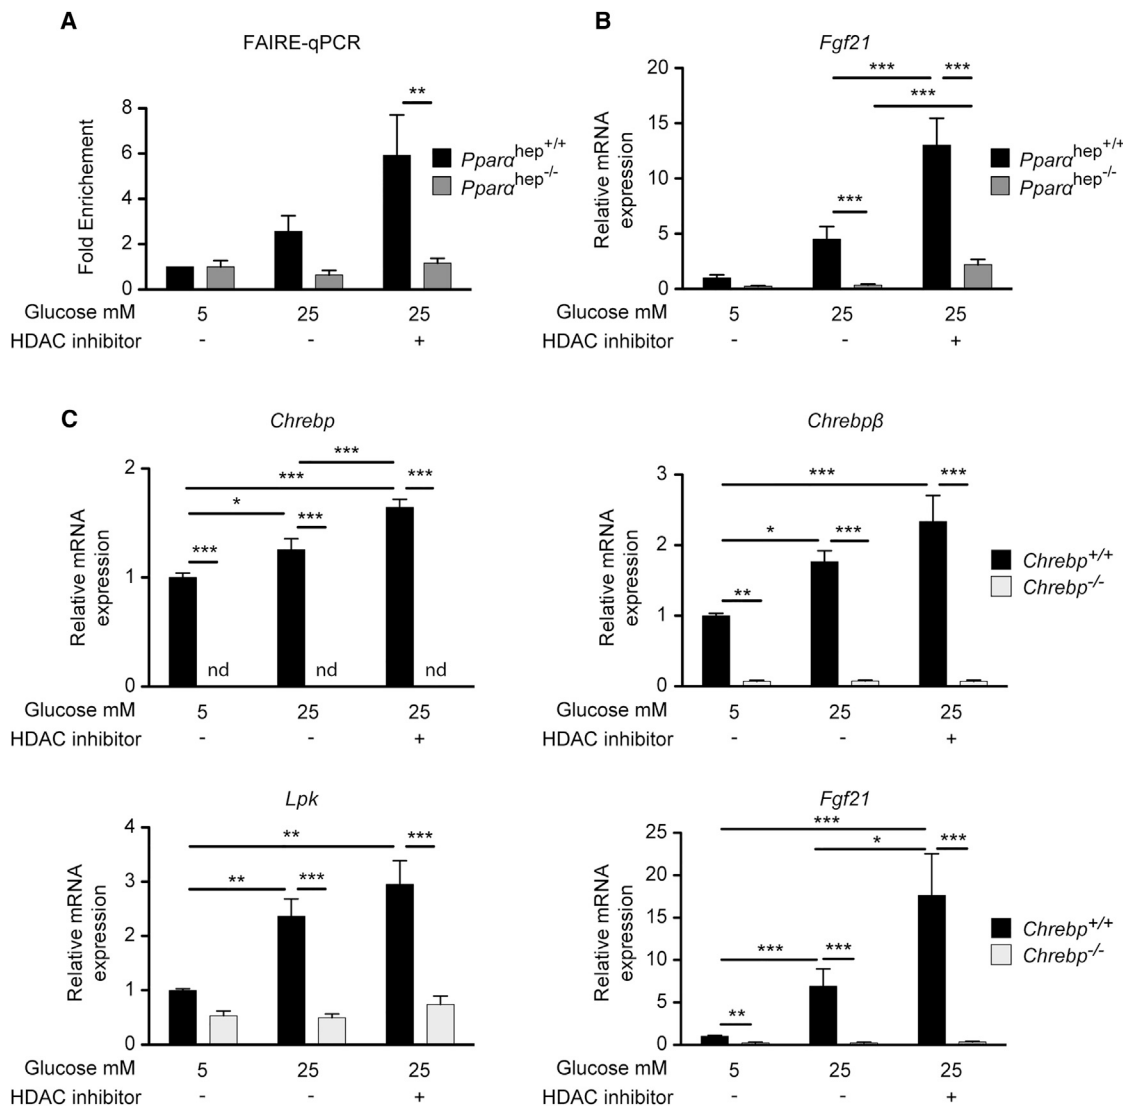 A
FAIRE-qPCR
Fold Enrichement
8
6
4
2
0
**
Pparα hep+/+
Pparα hep-/-
Glucose mM 5 25 25
HDAC inhibitor - - +
B
Fgf21
Relative mRNA
expression
20
15
10
5
0
*** ***
***
***
Pparα hep+/+
Pparα hep-/-
Glucose mM 5 25 25
HDAC inhibitor - - +
C
Chrebp
Relative mRNA
expression
2
1
0
***
*** ***
* ***
***
nd nd nd
Glucose mM 5 25 25
HDAC inhibitor - - +
Chrebpβ
Relative mRNA
expression
3
2
1
0
*** ***
* ***
**
Chrebp+/+
Chrebp-/-
Glucose mM 5 25 25
HDAC inhibitor - - +
Lpk
Relative mRNA
expression
4
3
2
1
0
** ***
** ***
Glucose mM 5 25 25
HDAC inhibitor - - +
Fgf21
Relative mRNA
expression
25
20
15
10
5
0
***
* ***
*** ***
**
Chrebp+/+
Chrebp-/-
Glucose mM 5 25 25
HDAC inhibitor - - +